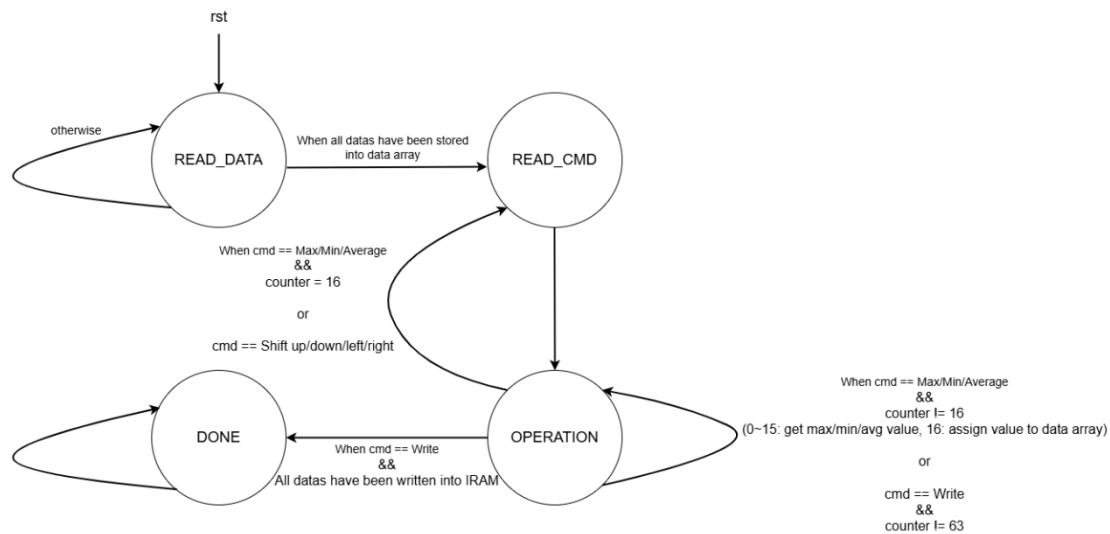 rst
otherwise
READ_DATA
When all datas have been stored
into data array
READ_CMD
When cmd == Max/Min/Average
&&
counter = 16
or
cmd == Shift up/down/left/right
DONE
When cmd == Write
&&
All datas have been written into IRAM
OPERATION
When cmd == Max/Min/Average
&&
counter != 16
(0~15: get max/min/avg value, 16: assign value to data array)
or
cmd == Write
&&
counter != 63